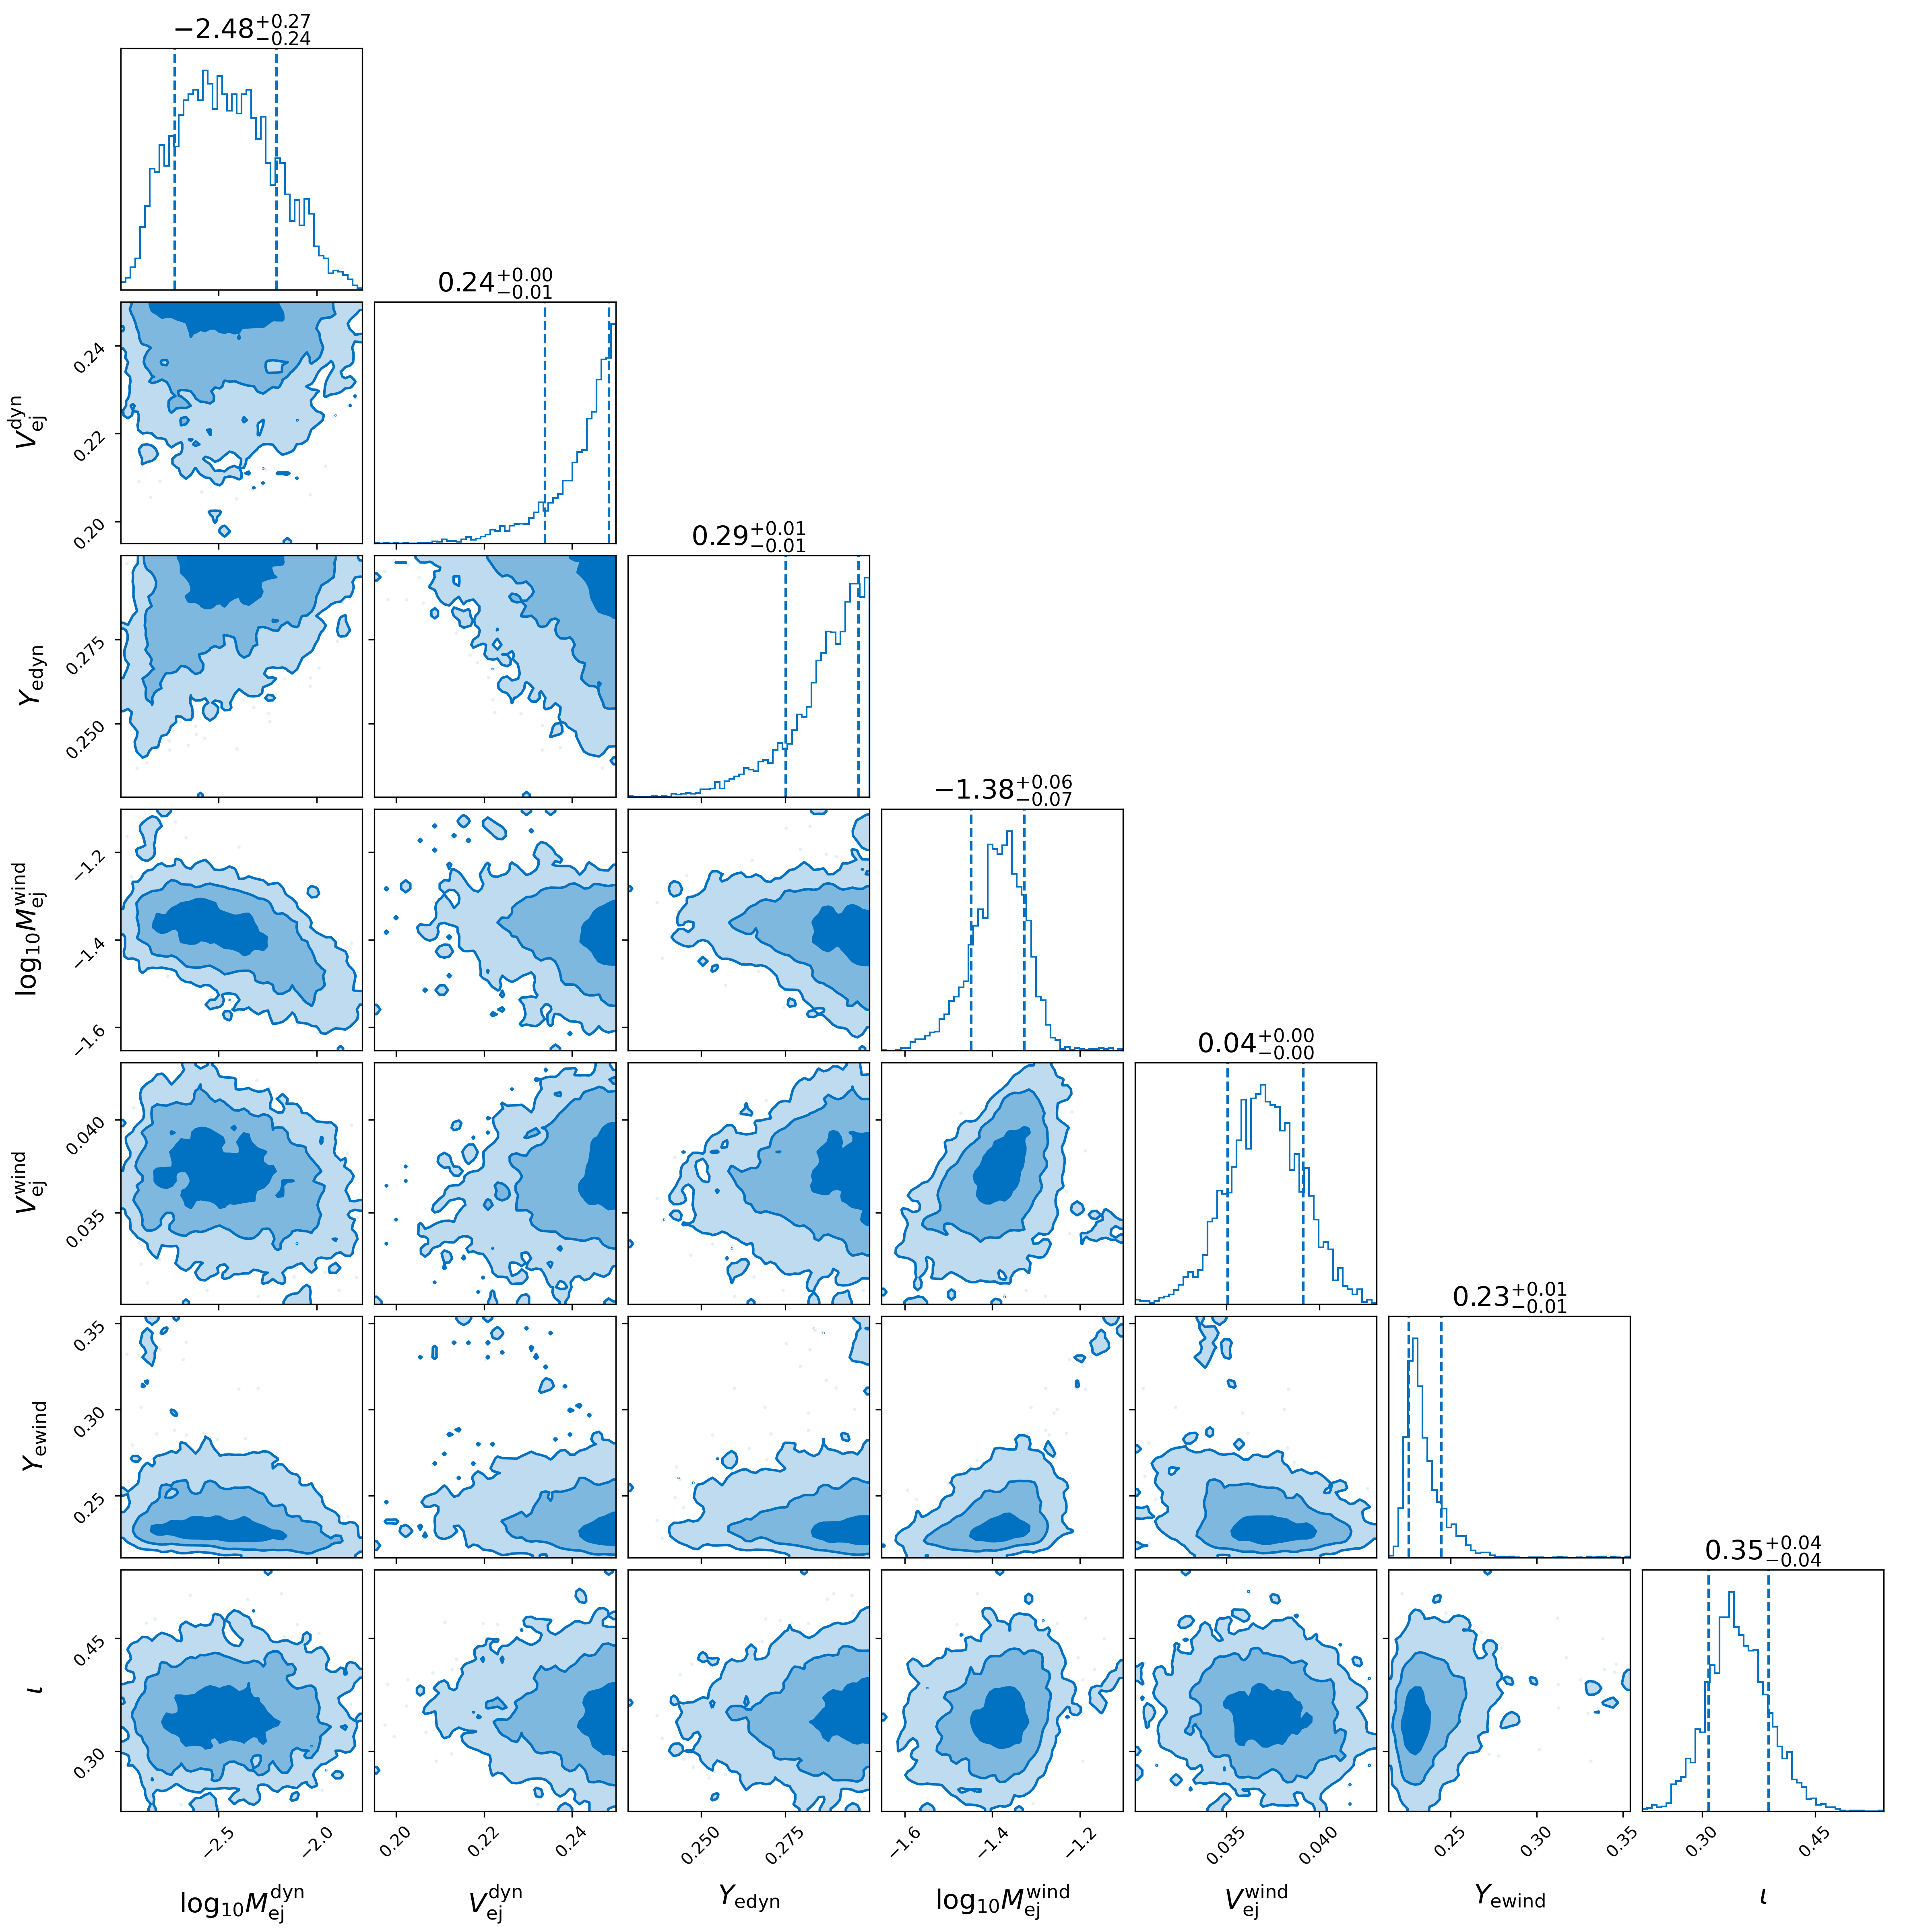 −2.48+0.27−0.24
0.24+0.00−0.01
0.24
0.22
0.20
V_ej^dyn
0.29+0.01−0.01
0.275
0.250
Y_edyn
−1.38+0.06−0.07
−1.2
−1.4
−1.6
log10 M_ej^wind
0.04+0.00−0.00
0.040
0.035
V_ej^wind
0.23+0.01−0.01
0.35
0.30
0.25
Y_ewind
0.35+0.04−0.04
0.45
0.30
ι
−2.5 −2.0 0.20 0.22 0.24 0.250 0.275 −1.6 −1.4 −1.2 0.035 0.040 0.25 0.30 0.35 0.30 0.45
log10 M_ej^dyn V_ej^dyn Y_edyn log10 M_ej^wind V_ej^wind Y_ewind ι